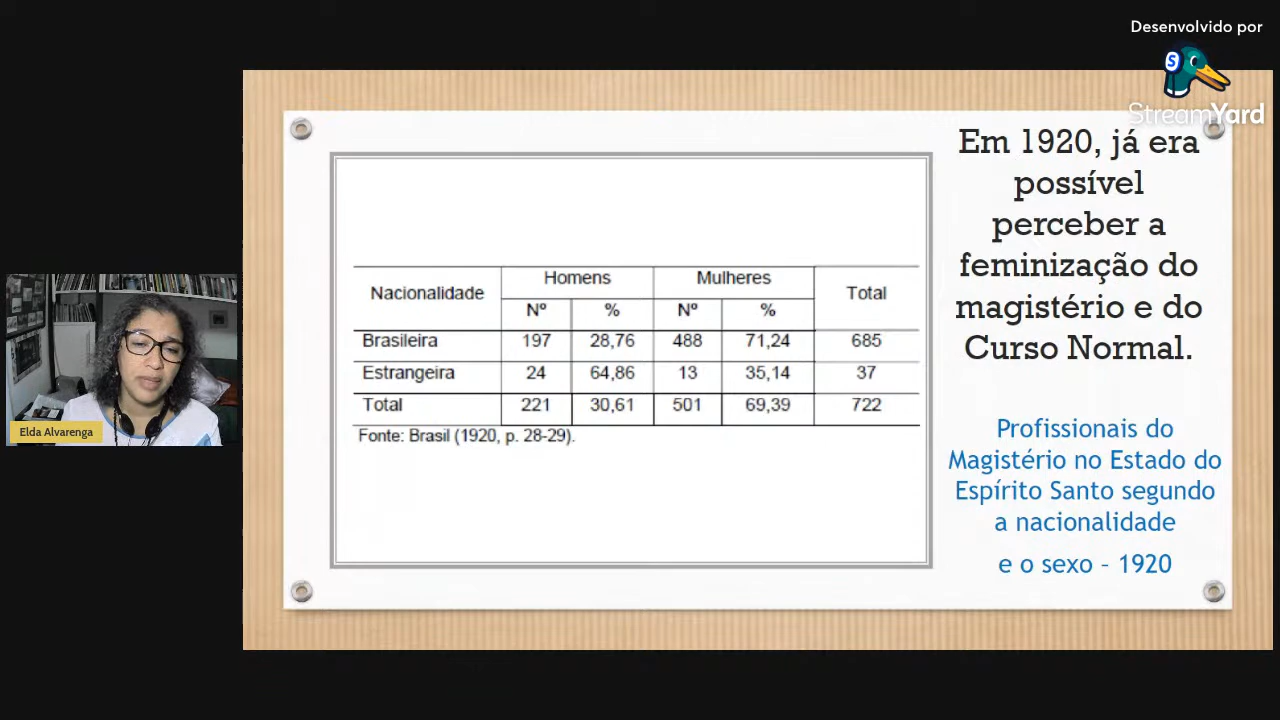 Desenvolvido por
StreamYard
Em 1920, já era
possível
perceber a
feminização do
magistério e do
Curso Normal.
Nacionalidade Homens Mulheres Total
Nº % Nº %
Brasileira 197 28,76 488 71,24 685
Estrangeira 24 64,86 13 35,14 37
Total 221 30,61 501 69,39 722
Fonte: Brasil (1920, p. 28-29).
Profissionais do
Magistério no Estado do
Espírito Santo segundo
a nacionalidade
e o sexo – 1920
Elda Alvarenga